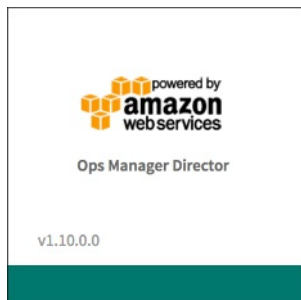 powered by
amazon
webservices
Ops Manager Director
v1.10.0.0